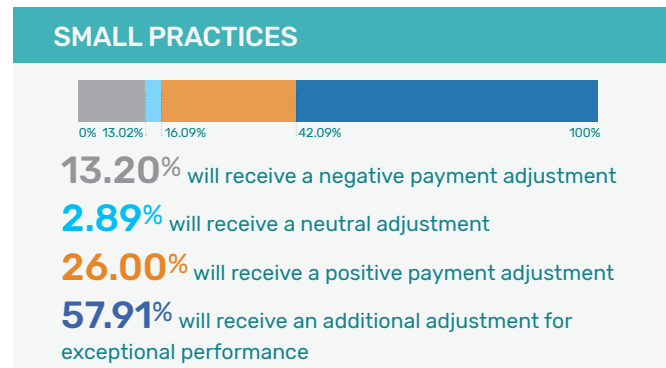 SMALL PRACTICES
0% 13.02% 16.09% 42.09% 100%
13.20% will receive a negative payment adjustment
2.89% will receive a neutral adjustment
26.00% will receive a positive payment adjustment
57.91% will receive an additional adjustment for
exceptional performance